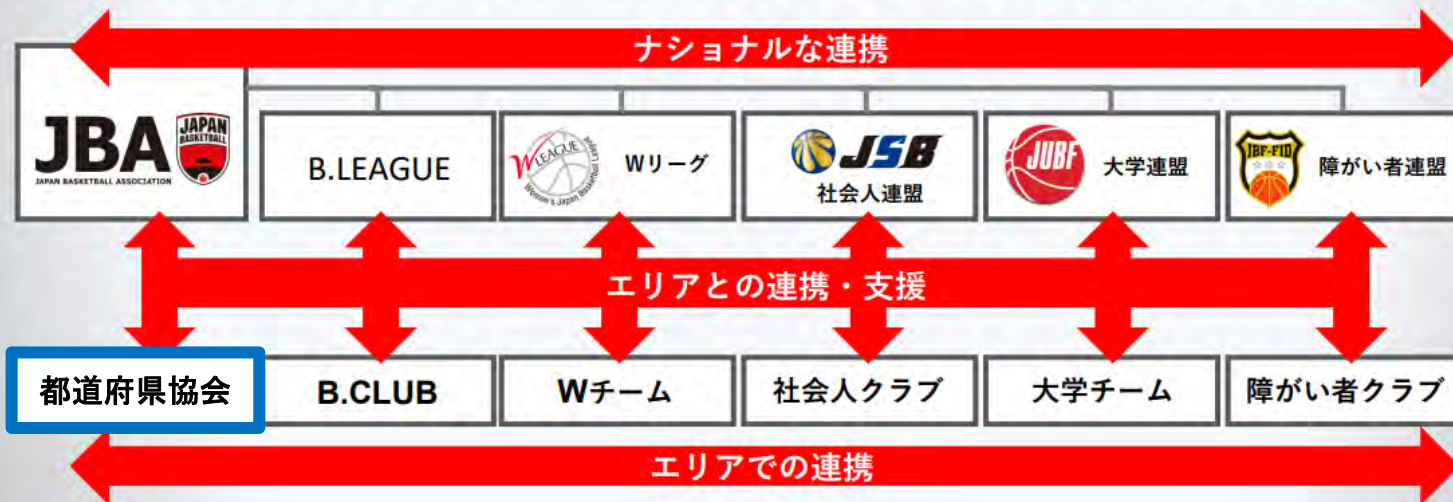 ナショナルな連携
JBA
JAPAN BASKETBALL ASSOCIATION
JAPAN
BASKETBALL
B.LEAGUE
W LEAGUE
Women's Japan Basketball League
Wリーグ
JSB
社会人連盟
JUBF
大学連盟
JBF-FID
障がい者連盟
エリアとの連携・支援
都道府県協会
B.CLUB
Wチーム
社会人クラブ
大学チーム
障がい者クラブ
エリアでの連携